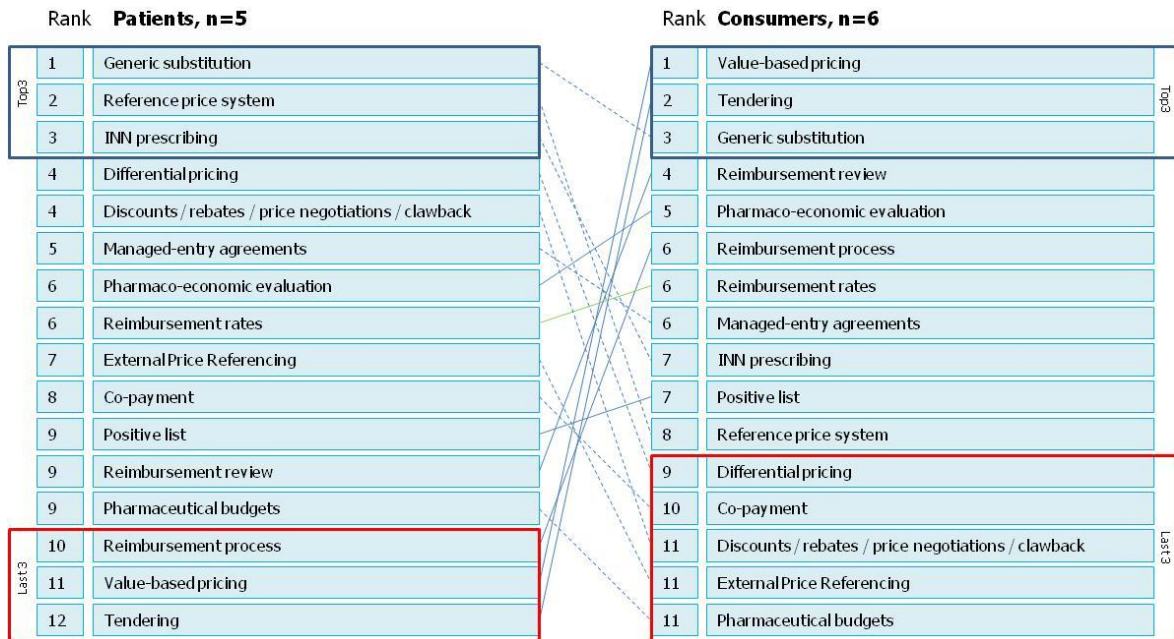 Rank Patients, n=5
Top3
1 Generic substitution
2 Reference price system
3 INN prescribing
4 Differential pricing
4 Discounts / rebates / price negotiations / clawback
5 Managed-entry agreements
6 Pharmaco-economic evaluation
6 Reimbursement rates
7 External Price Referencing
8 Co-payment
9 Positive list
9 Reimbursement review
9 Pharmaceutical budgets
Last3
10 Reimbursement process
11 Value-based pricing
12 Tendering
Rank Consumers, n=6
Top3
1 Value-based pricing
2 Tendering
3 Generic substitution
4 Reimbursement review
5 Pharmaco-economic evaluation
6 Reimbursement process
6 Reimbursement rates
6 Managed-entry agreements
7 INN prescribing
7 Positive list
8 Reference price system
Last3
9 Differential pricing
10 Co-payment
11 Discounts / rebates / price negotiations / clawback
11 External Price Referencing
11 Pharmaceutical budgets